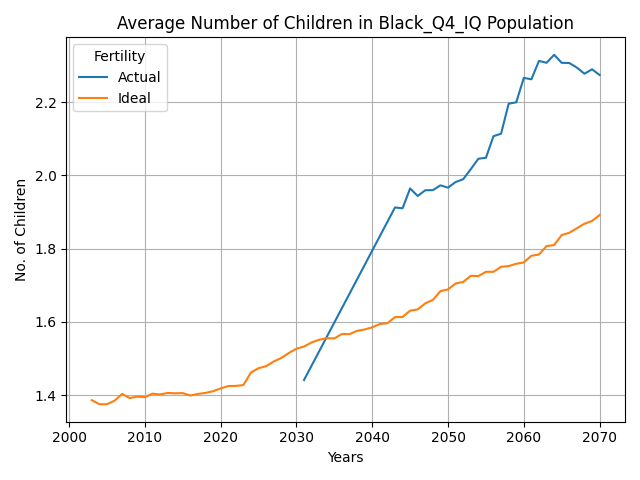 Average Number of Children in Black_Q4_IQ Population
Fertility
Actual
Ideal
No. of Children
2.2
2.0
1.8
1.6
1.4
2000 2010 2020 2030 2040 2050 2060 2070
Years